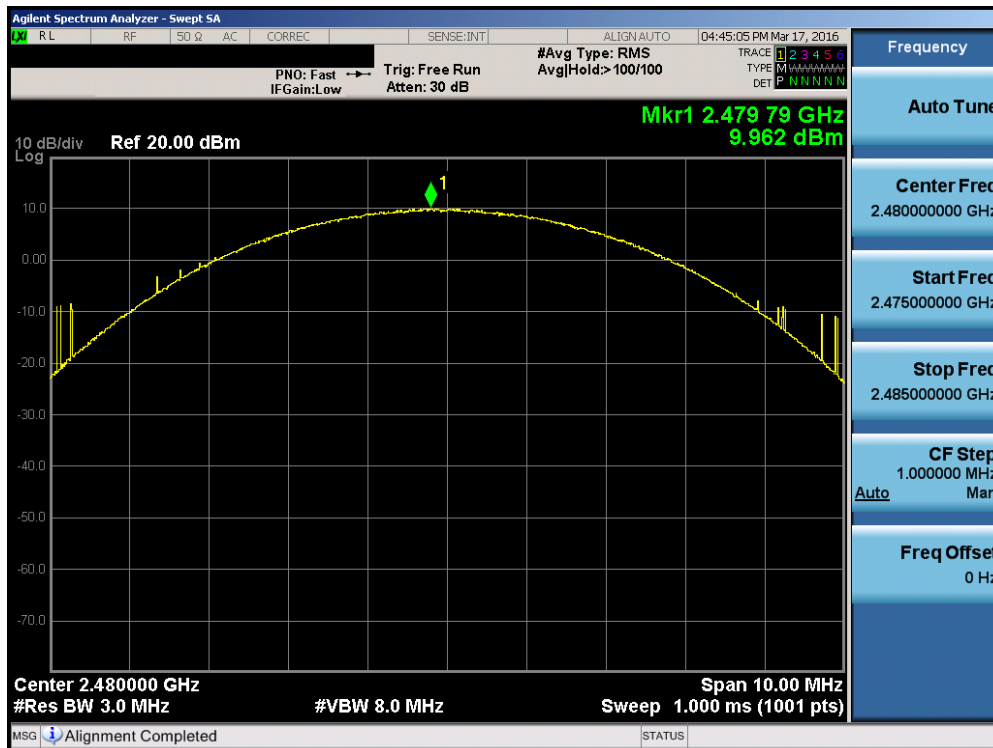 Agilent Spectrum Analyzer - Swept SA
LXI R L RF 50 Ω AC CORREC SENSE:INT ALIGN AUTO 04:45:05 PM Mar 17, 2016
#Avg Type: RMS TRACE 1 2 3 4 5 6
PNO: Fast Trig: Free Run Avg|Hold:>100/100 TYPE M WWWWW
IFGain:Low Atten: 30 dB DET P N N N N N
Mkr1 2.479 79 GHz
9.962 dBm
10 dB/div Ref 20.00 dBm
Log
1
10.0
0.00
-10.0
-20.0
-30.0
-40.0
-50.0
-60.0
-70.0
Center 2.480000 GHz Span 10.00 MHz
#Res BW 3.0 MHz #VBW 8.0 MHz Sweep 1.000 ms (1001 pts)
MSG Alignment Completed STATUS
Frequency
Auto Tune
Center Freq
2.480000000 GHz
Start Freq
2.475000000 GHz
Stop Freq
2.485000000 GHz
CF Step
1.000000 MHz
Auto Man
Freq Offset
0 Hz